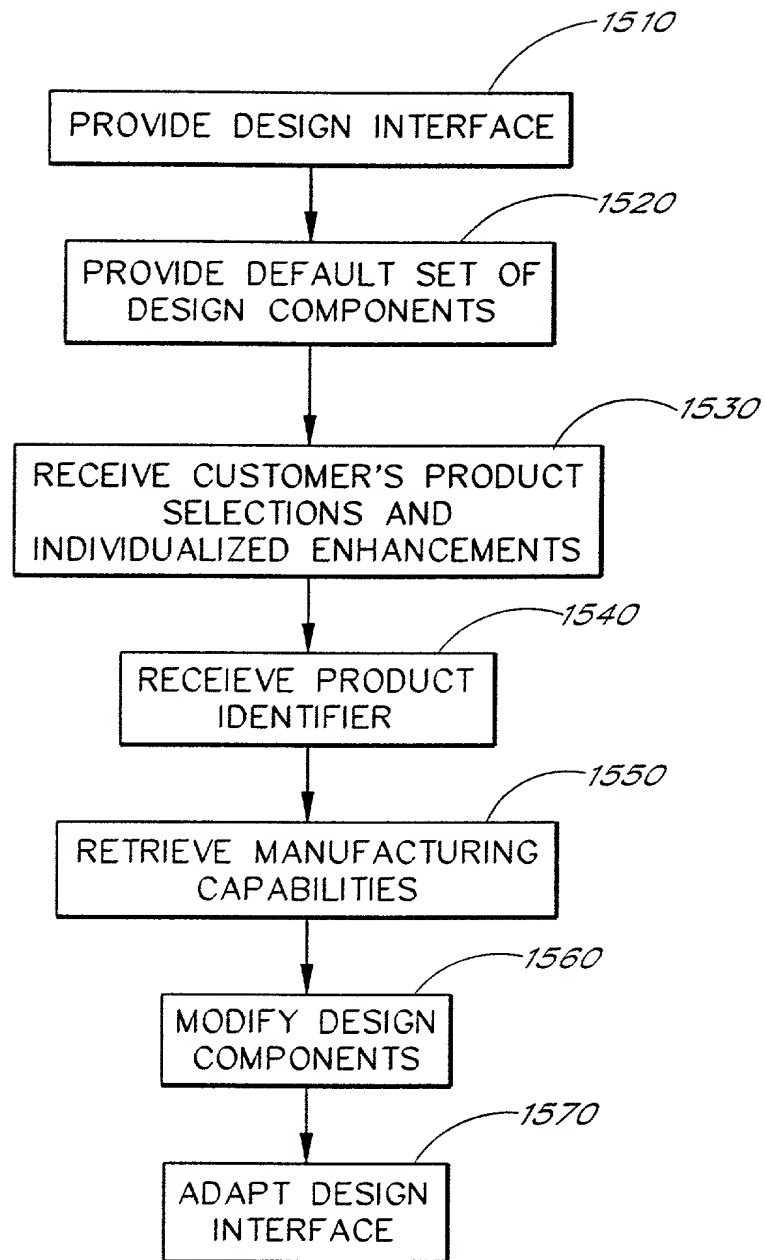 1510
PROVIDE DESIGN INTERFACE
1520
PROVIDE DEFAULT SET OF
DESIGN COMPONENTS
1530
RECEIVE CUSTOMER'S PRODUCT
SELECTIONS AND
INDIVIDUALIZED ENHANCEMENTS
1540
RECEIEVE PRODUCT
IDENTIFIER
1550
RETRIEVE MANUFACTURING
CAPABILITIES
1560
MODIFY DESIGN
COMPONENTS
1570
ADAPT DESIGN
INTERFACE